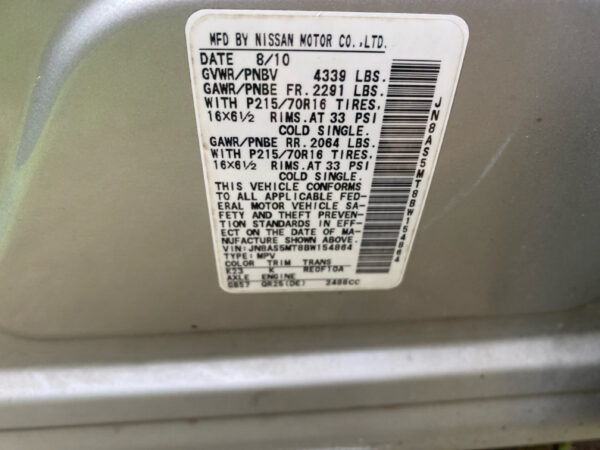 MFD BY NISSAN MOTOR CO.,LTD.
DATE 8/10
GVWR/PNBV 4339 LBS.
GAWR/PNBE FR. 2291 LBS.
WITH P215/70R16 TIRES.
16X6½ RIMS. AT 33 PSI
COLD SINGLE.
GAWR/PNBE RR. 2064 LBS.
WITH P215/70R16 TIRES.
16X6½ RIMS. AT 33 PSI
COLD SINGLE.
THIS VEHICLE CONFORMS
TO ALL APPLICABLE FED-
ERAL MOTOR VEHICLE SA-
FETY AND THEFT PREVEN-
TION STANDARDS IN EFF-
ECT ON THE DATE OF MA-
NUFACTURE SHOWN ABOVE.
VIN: JN8AS5MT8BW154864
TYPE: MPV
COLOR TRIM TRANS
K23 K RE0F10A
AXLE ENGINE
GB57 QR25(DE) 2488CC
JN8AS5MT8BW154864